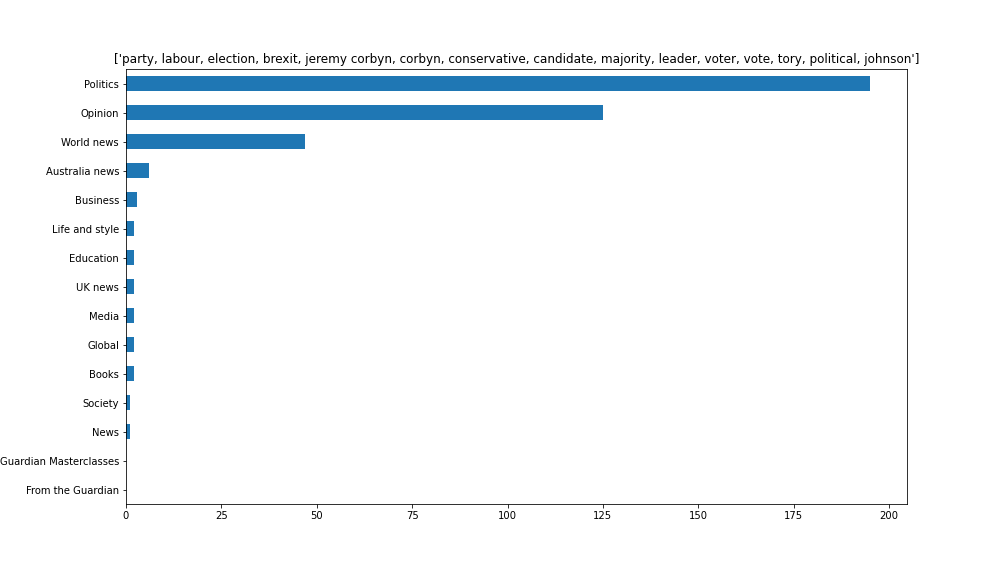 ['party, labour, election, brexit, jeremy corbyn, corbyn, conservative, candidate, majority, leader, voter, vote, tory, political, johnson']
Politics
Opinion
World news
Australia news
Business
Life and style
Education
UK news
Media
Global
Books
Society
News
Guardian Masterclasses
From the Guardian
0 25 50 75 100 125 150 175 200